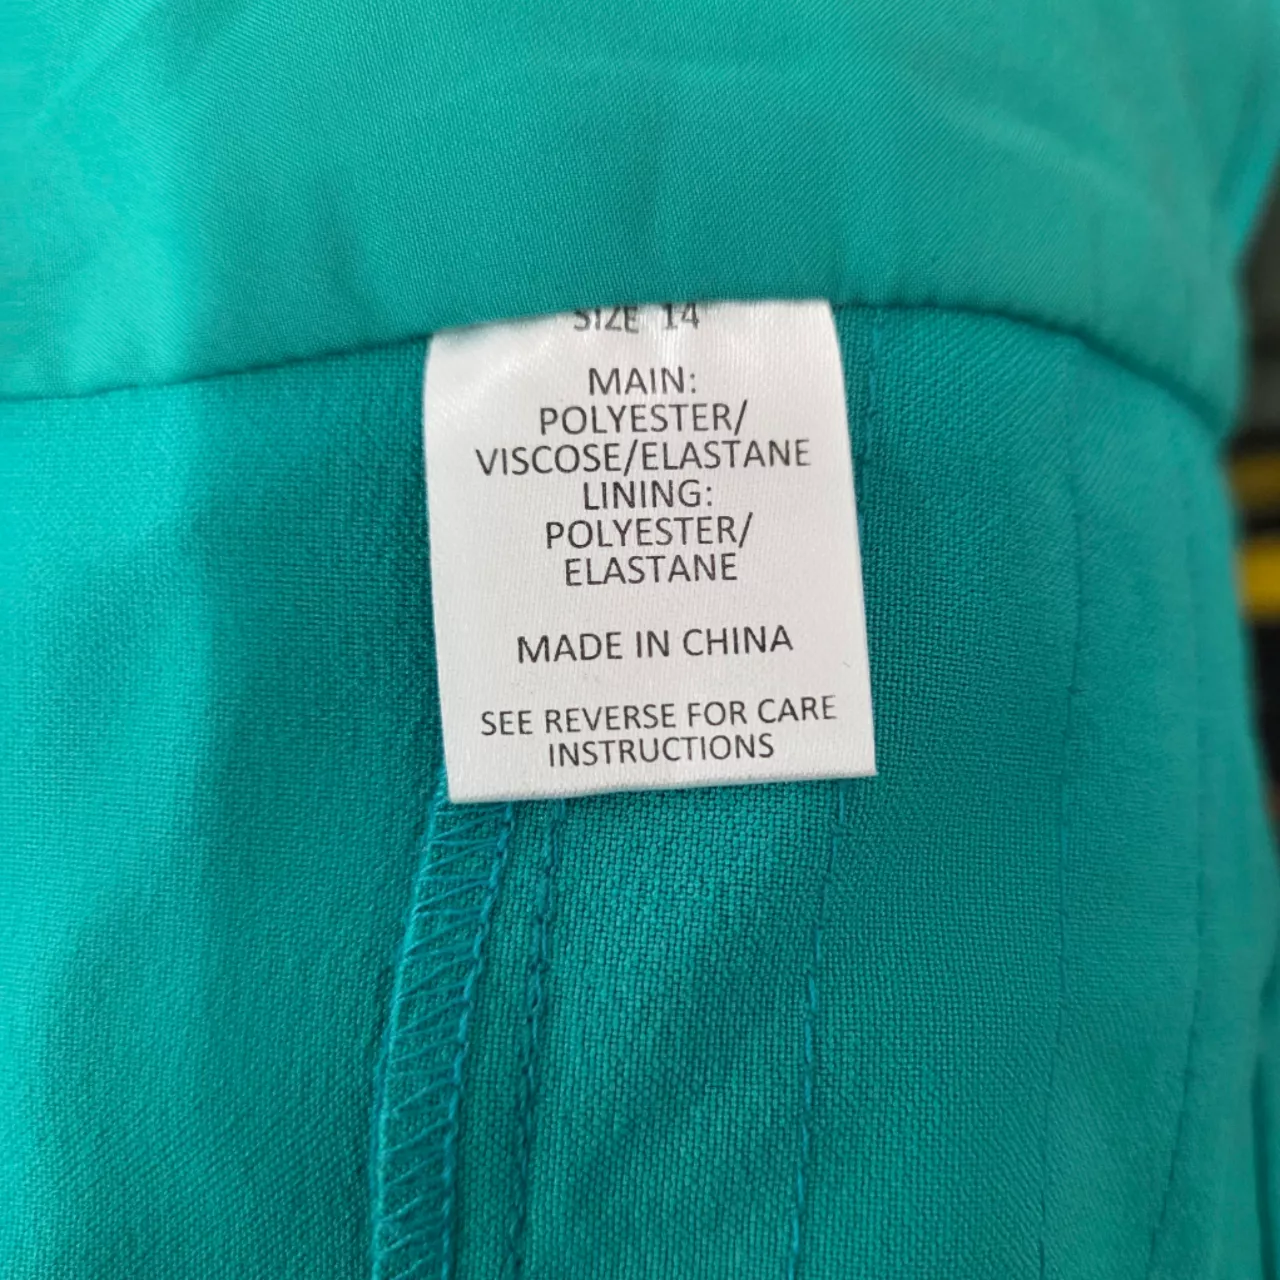 SIZE 14
MAIN:
POLYESTER/
VISCOSE/ELASTANE
LINING:
POLYESTER/
ELASTANE
MADE IN CHINA
SEE REVERSE FOR CARE
INSTRUCTIONS